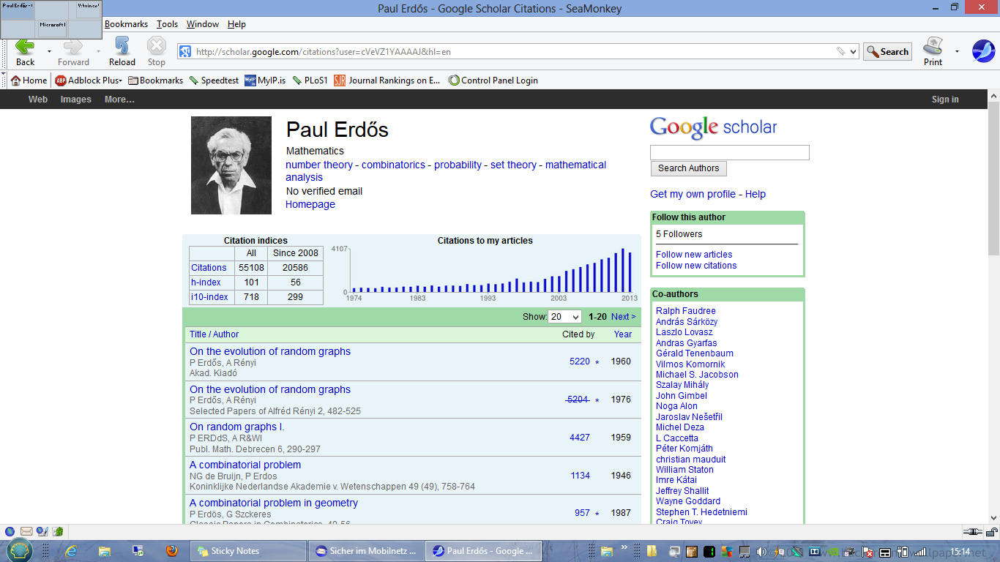 Paul Erdős - Google Scholar Citations - SeaMonkey
Bookmarks Tools Window Help
Back Forward Reload Stop
http://scholar.google.com/citations?user=cVeVZ1YAAAAJ&hl=en
Search
Print
Home Adblock Plus Bookmarks Speedtest MyIP.is PLoS1 Journal Rankings on E... Control Panel Login
Web Images More... Sign in
Paul Erdős
Mathematics
number theory - combinatorics - probability - set theory - mathematical
analysis
No verified email
Homepage
Google scholar
Search Authors
Get my own profile - Help
Follow this author
5 Followers
Follow new articles
Follow new citations
Citation indices
All Since 2008
Citations 55108 20586
h-index 101 56
i10-index 718 299
Citations to my articles
4107
0
1974 1983 1993 2003 2013
Show: 20 1-20 Next >
Title / Author Cited by Year
On the evolution of random graphs
P Erdős, A Rényi 5220 * 1960
Akad. Kiadó
On the evolution of random graphs
P Erdős, A Rényi 5204 * 1976
Selected Papers of Alfréd Rényi 2, 482-525
On random graphs I.
P ERDdS, A R&WI 4427 1959
Publ. Math. Debrecen 6, 290-297
A combinatorial problem
NG de Bruijn, P Erdos 1134 1946
Koninklijke Nederlandse Akademie v. Wetenschappen 49 (49), 758-764
A combinatorial problem in geometry
P Erdős, G Szckeres 957 * 1987
Classic Papers in Combinatorics, 49-56
Co-authors
Ralph Faudree
András Sárközy
Laszlo Lovasz
Andras Gyarfas
Gérald Tenenbaum
Vilmos Komornik
Michael S. Jacobson
Szalay Mihály
John Gimbel
Noga Alon
Jaroslav Nešetřil
Michel Deza
L Caccetta
Péter Komjáth
christian mauduit
William Staton
Imre Kátai
Jeffrey Shallit
Wayne Goddard
Stephen T. Hedetniemi
Craig Tovey
Sticky Notes
Sicher im Mobilnetz ...
Paul Erdős - Google ...
15:14